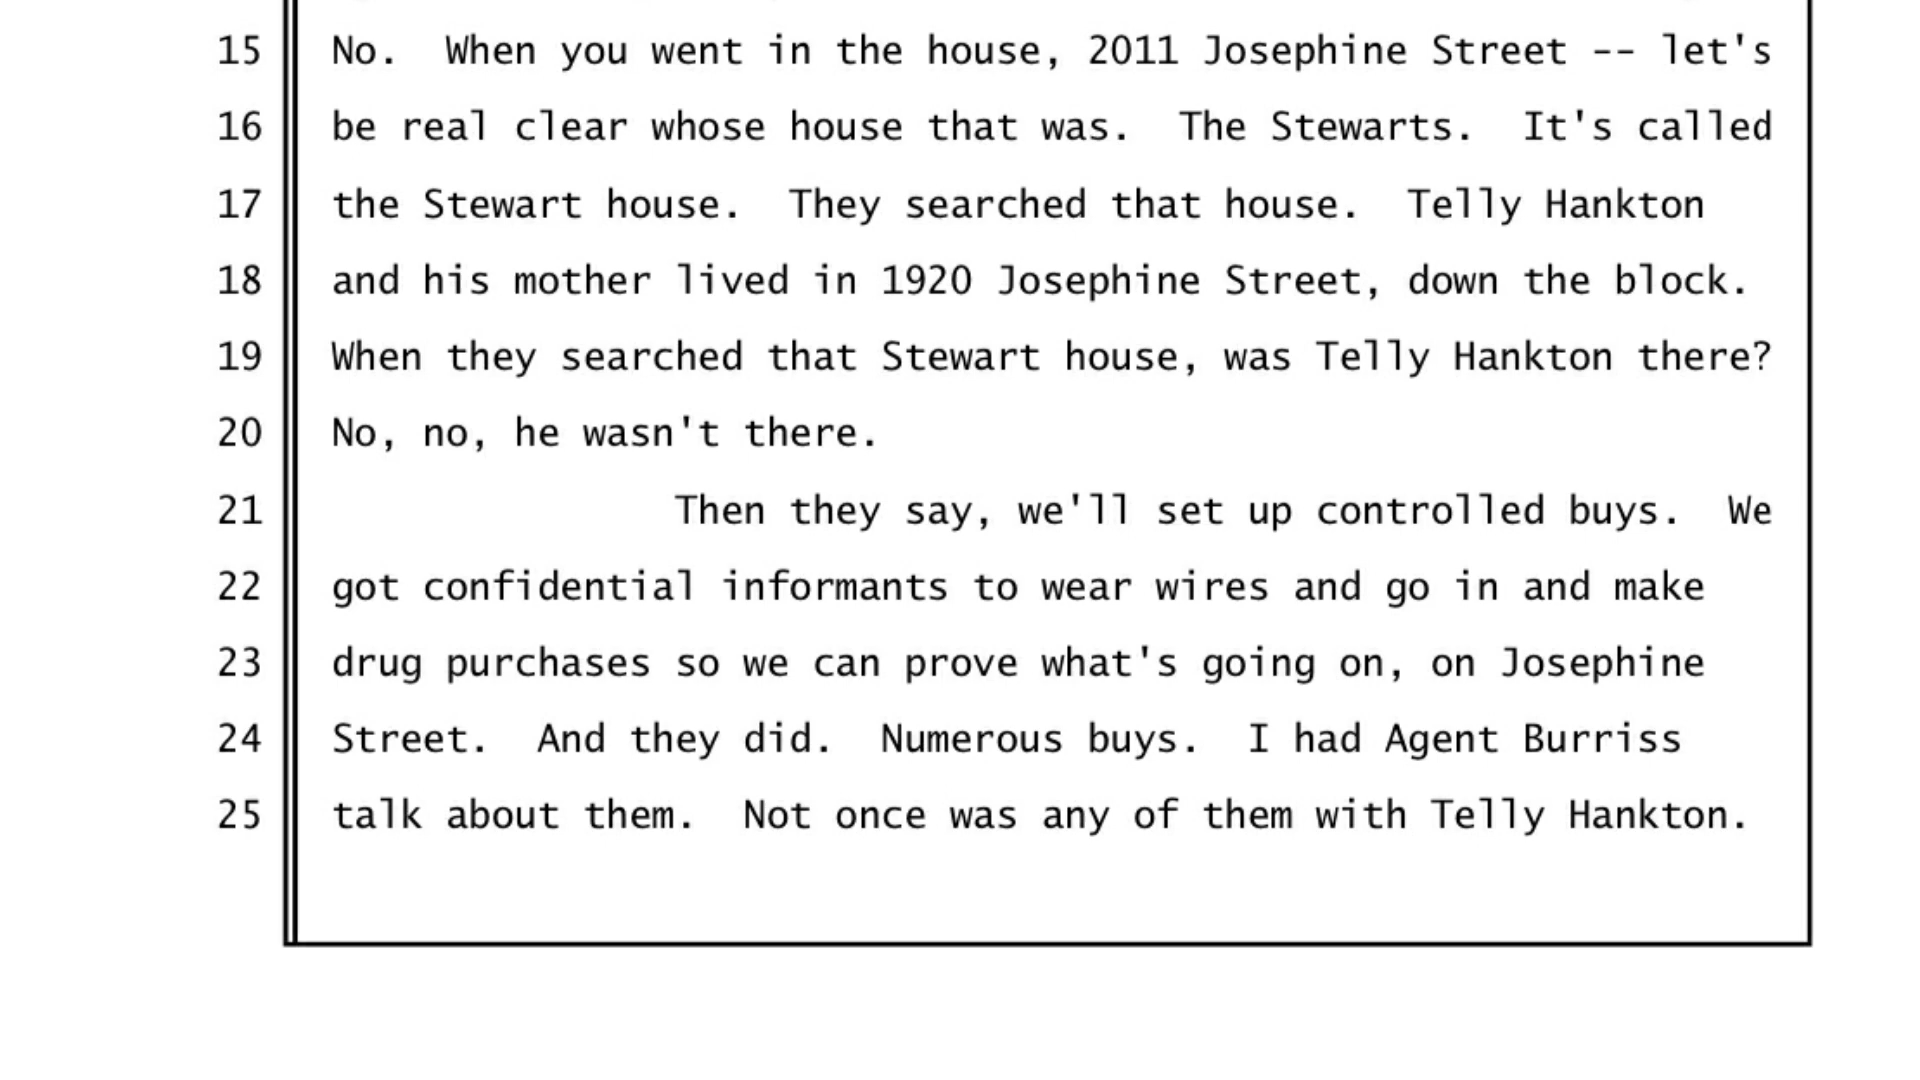 15 No.  When you went in the house, 2011 Josephine Street -- let's
16 be real clear whose house that was.  The Stewarts.  It's called
17 the Stewart house.  They searched that house.  Telly Hankton
18 and his mother lived in 1920 Josephine Street, down the block.
19 When they searched that Stewart house, was Telly Hankton there?
20 No, no, he wasn't there.
21 Then they say, we'll set up controlled buys.  We
22 got confidential informants to wear wires and go in and make
23 drug purchases so we can prove what's going on, on Josephine
24 Street.  And they did.  Numerous buys.  I had Agent Burriss
25 talk about them.  Not once was any of them with Telly Hankton.